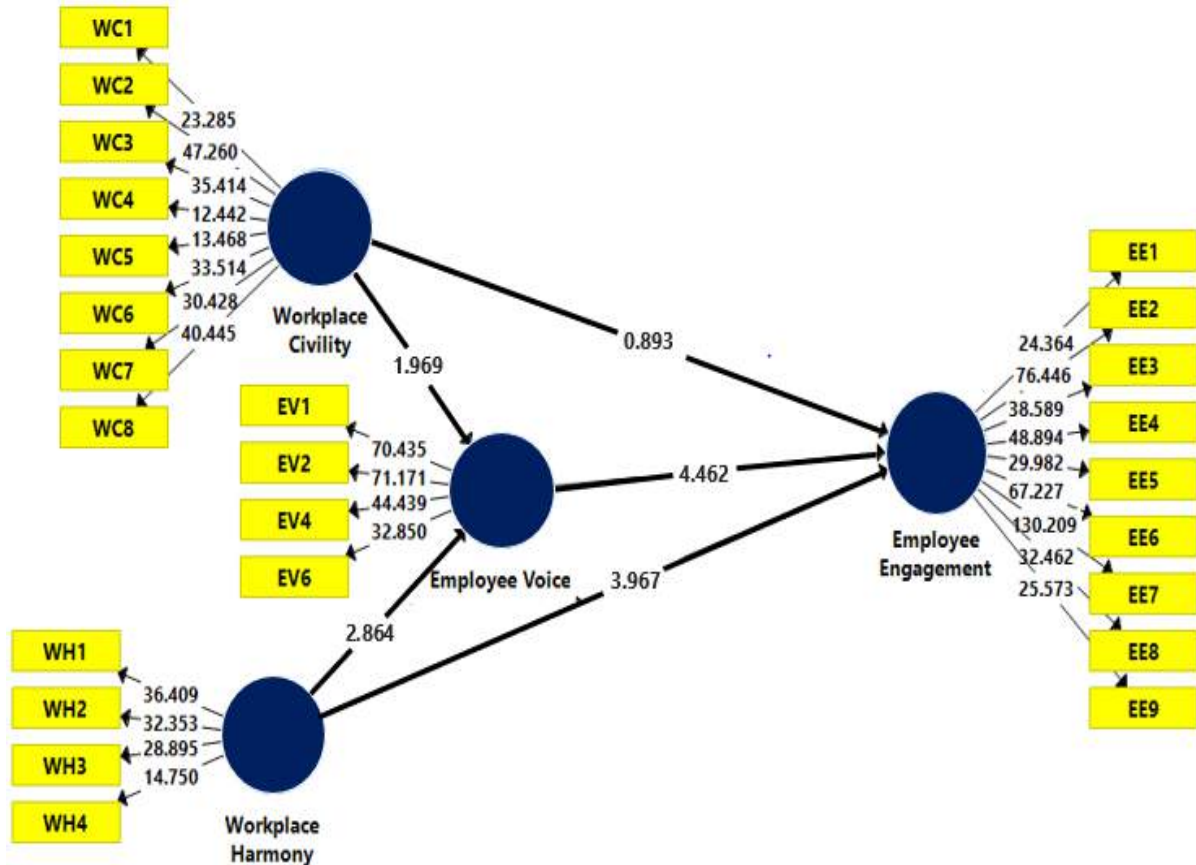 WC1
WC2
WC3
WC4
WC5
WC6
WC7
WC8
23.285
47.260
35.414
12.442
13.468
33.514
30.428
40.445
Workplace
Civility
1.969
0.893
EV1
EV2
EV4
EV6
70.435
71.171
44.439
32.850
Employee Voice
4.462
3.967
2.864
WH1
WH2
WH3
WH4
36.409
32.353
28.895
14.750
Workplace
Harmony
Employee
Engagement
24.364
76.446
38.589
48.894
29.982
67.227
130.209
32.462
25.573
EE1
EE2
EE3
EE4
EE5
EE6
EE7
EE8
EE9